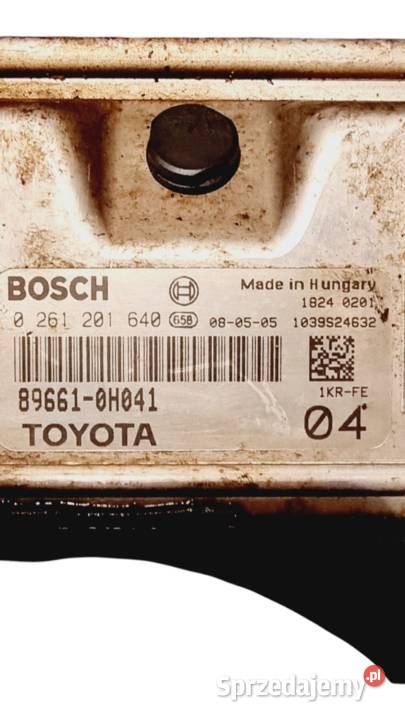 BOSCH Made in Hungary
1824 0201
0 261 201 640 G5B 08-05-05 1039S24632
89661-0H041 1KR-FE
TOYOTA 04
Sprzedajemy .pl